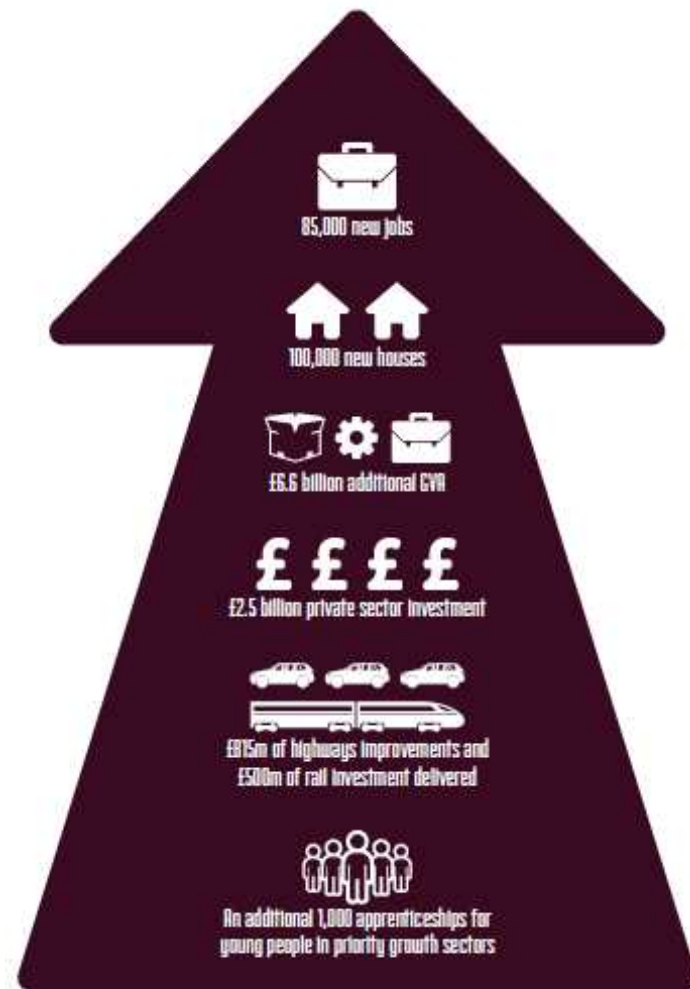 85,000 new jobs
100,000 new houses
£6.6 billion additional GVA
£ £ £ £
£2.5 billion private sector investment
£815m of highways improvements and
£500m of rail investment delivered
An additional 1,000 apprenticeships for
young people in priority growth sectors